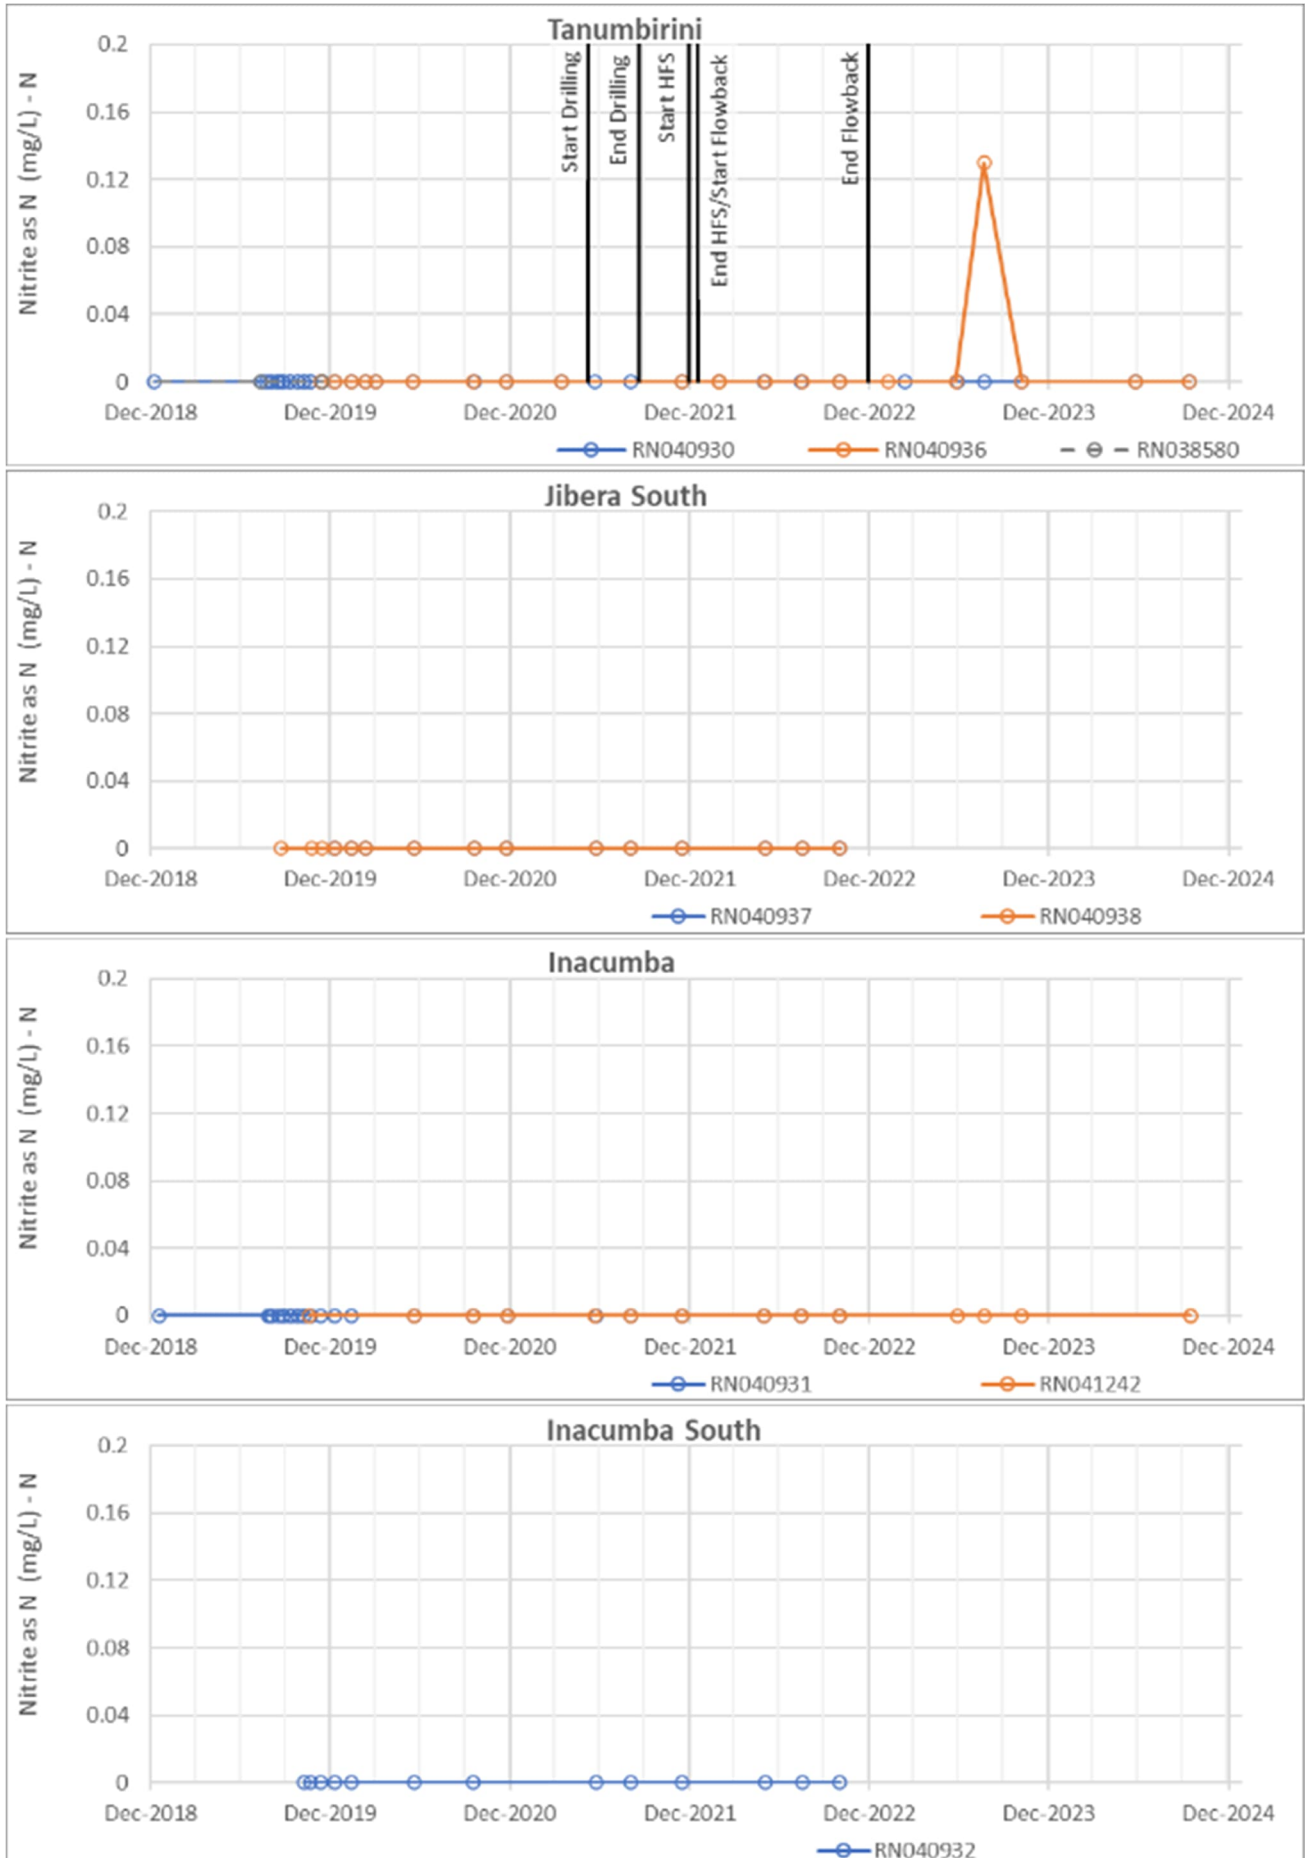 Tanumbirini
Nitrite as N (mg/L) - N
0.2
0.16
0.12
0.08
0.04
0
Start Drilling
End Drilling
Start HFS
End HFS/Start Flowback
End Flowback
Dec-2018 Dec-2019 Dec-2020 Dec-2021 Dec-2022 Dec-2023 Dec-2024
RN040930 RN040936 RN038580
Jibera South
Nitrite as N (mg/L) - N
0.2
0.16
0.12
0.08
0.04
0
Dec-2018 Dec-2019 Dec-2020 Dec-2021 Dec-2022 Dec-2023 Dec-2024
RN040937 RN040938
Inacumba
Nitrite as N (mg/L) - N
0.2
0.16
0.12
0.08
0.04
0
Dec-2018 Dec-2019 Dec-2020 Dec-2021 Dec-2022 Dec-2023 Dec-2024
RN040931 RN041242
Inacumba South
Nitrite as N (mg/L) - N
0.2
0.16
0.12
0.08
0.04
0
Dec-2018 Dec-2019 Dec-2020 Dec-2021 Dec-2022 Dec-2023 Dec-2024
RN040932